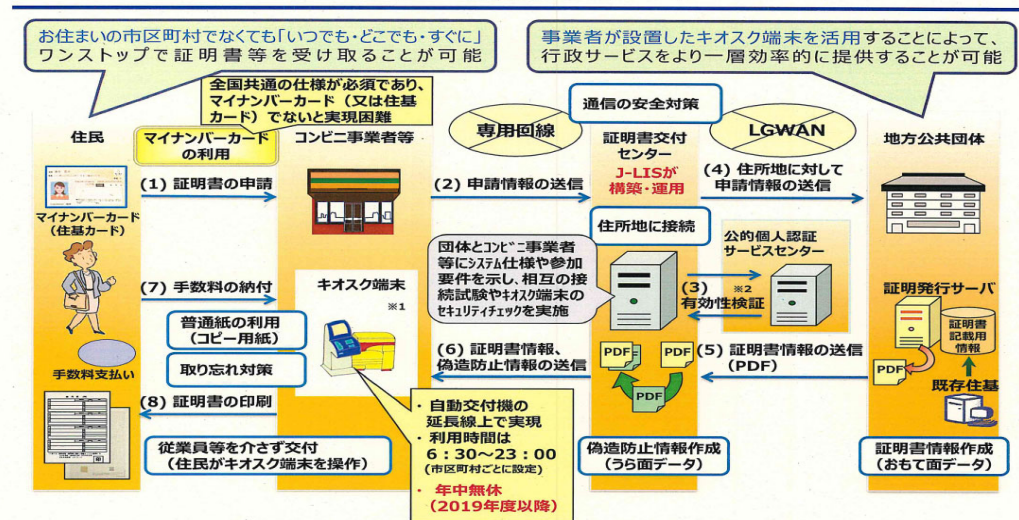 お住まいの市区町村でなくても「いつでも・どこでも・すぐに」
ワンストップで証明書等を受け取ることが可能
事業者が設置したキオスク端末を活用することによって、
行政サービスをより一層効率的に提供することが可能
全国共通の仕様が必須であり、
マイナンバーカード（又は住基
カード）でないと実現困難
通信の安全対策
住民
マイナンバーカード
の利用
コンビニ事業者等
専用回線
証明書交付
センター
J-LISが
構築・運用
LGWAN
地方公共団体
(1) 証明書の申請
(2) 申請情報の送信
(4) 住所地に対して
申請情報の送信
マイナンバーカード
（住基カード）
住所地に接続
団体とコンビニ事業者
等にシステム仕様や参加
要件を示し、相互の接
続試験やキオスク端末の
セキュリティチェックを実施
公的個人認証
サービスセンター
(3)
※2
有効性検証
(7) 手数料の納付
キオスク端末
※1
証明発行サーバ
証明書
記載用
情報
普通紙の利用
（コピー用紙）
取り忘れ対策
手数料支払い
(6) 証明書情報、
偽造防止情報の送信
PDF
PDF
PDF
(5) 証明書情報の送信
（PDF）
PDF
既存住基
(8) 証明書の印刷
・ 自動交付機の
延長線上で実現
・ 利用時間は
６：30～23：00
(市区町村ごとに設定)
・ 年中無休
（2019年度以降）
従業員等を介さず交付
（住民がキオスク端末を操作）
偽造防止情報作成
（うら面データ）
証明書情報作成
（おもて面データ）